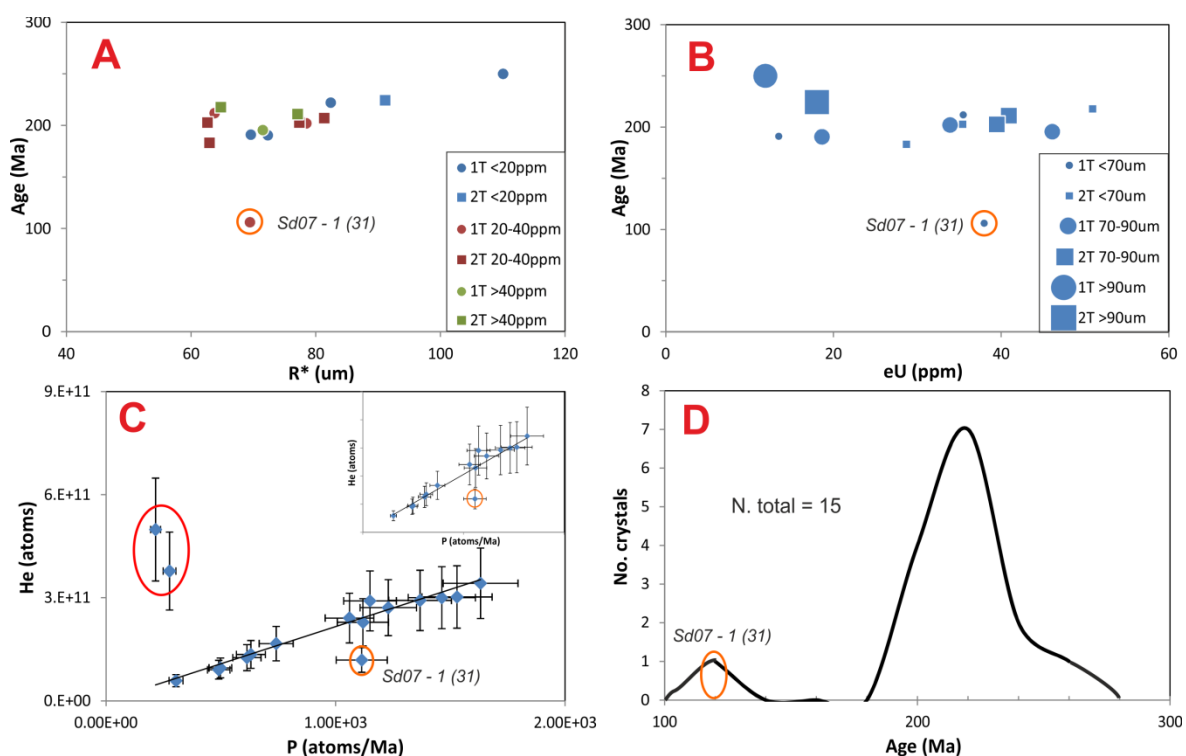 A
300
200
100
0
Age (Ma)
40
60
80
100
120
R* (um)
Sd07 - 1 (31)
1T <20ppm
2T <20ppm
1T 20-40ppm
2T 20-40ppm
1T >40ppm
2T >40ppm
B
300
200
100
0
Age (Ma)
0
20
40
60
eU (ppm)
Sd07 - 1 (31)
1T <70um
2T <70um
1T 70-90um
2T 70-90um
1T >90um
2T >90um
C
9.E+11
6.E+11
3.E+11
0.E+00
He (atoms)
0.00E+00
1.00E+03
2.00E+03
P (atoms/Ma)
Sd07 - 1 (31)
He (atoms)
P (atoms/Ma)
D
8
7
6
5
4
3
2
1
0
No. crystals
N. total = 15
Sd07 - 1 (31)
100
200
300
Age (Ma)